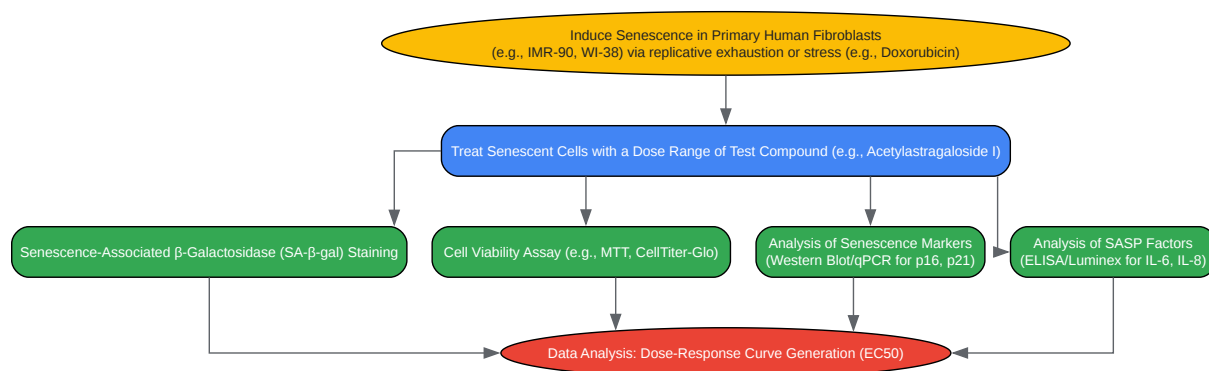 Induce Senescence in Primary Human Fibroblasts
(e.g., IMR-90, WI-38) via replicative exhaustion or stress (e.g., Doxorubicin)
Treat Senescent Cells with a Dose Range of Test Compound (e.g., Acetylastragaloside I)
Senescence-Associated β-Galactosidase (SA-β-gal) Staining
Cell Viability Assay (e.g., MTT, CellTiter-Glo)
Analysis of Senescence Markers
(Western Blot/qPCR for p16, p21)
Analysis of SASP Factors
(ELISA/Luminex for IL-6, IL-8)
Data Analysis: Dose-Response Curve Generation (EC50)